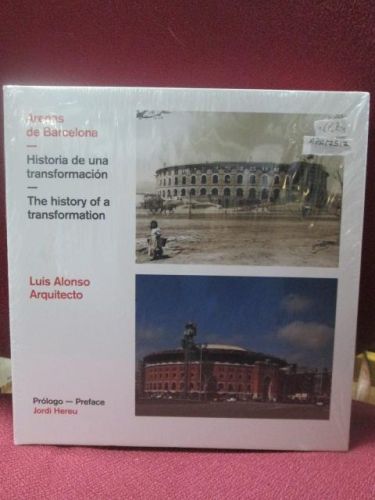 Arenas
de Barcelona
—
Historia de una
transformación
—
The history of a
transformation
Luis Alonso
Arquitecto
Prólogo — Preface
Jordi Hereu